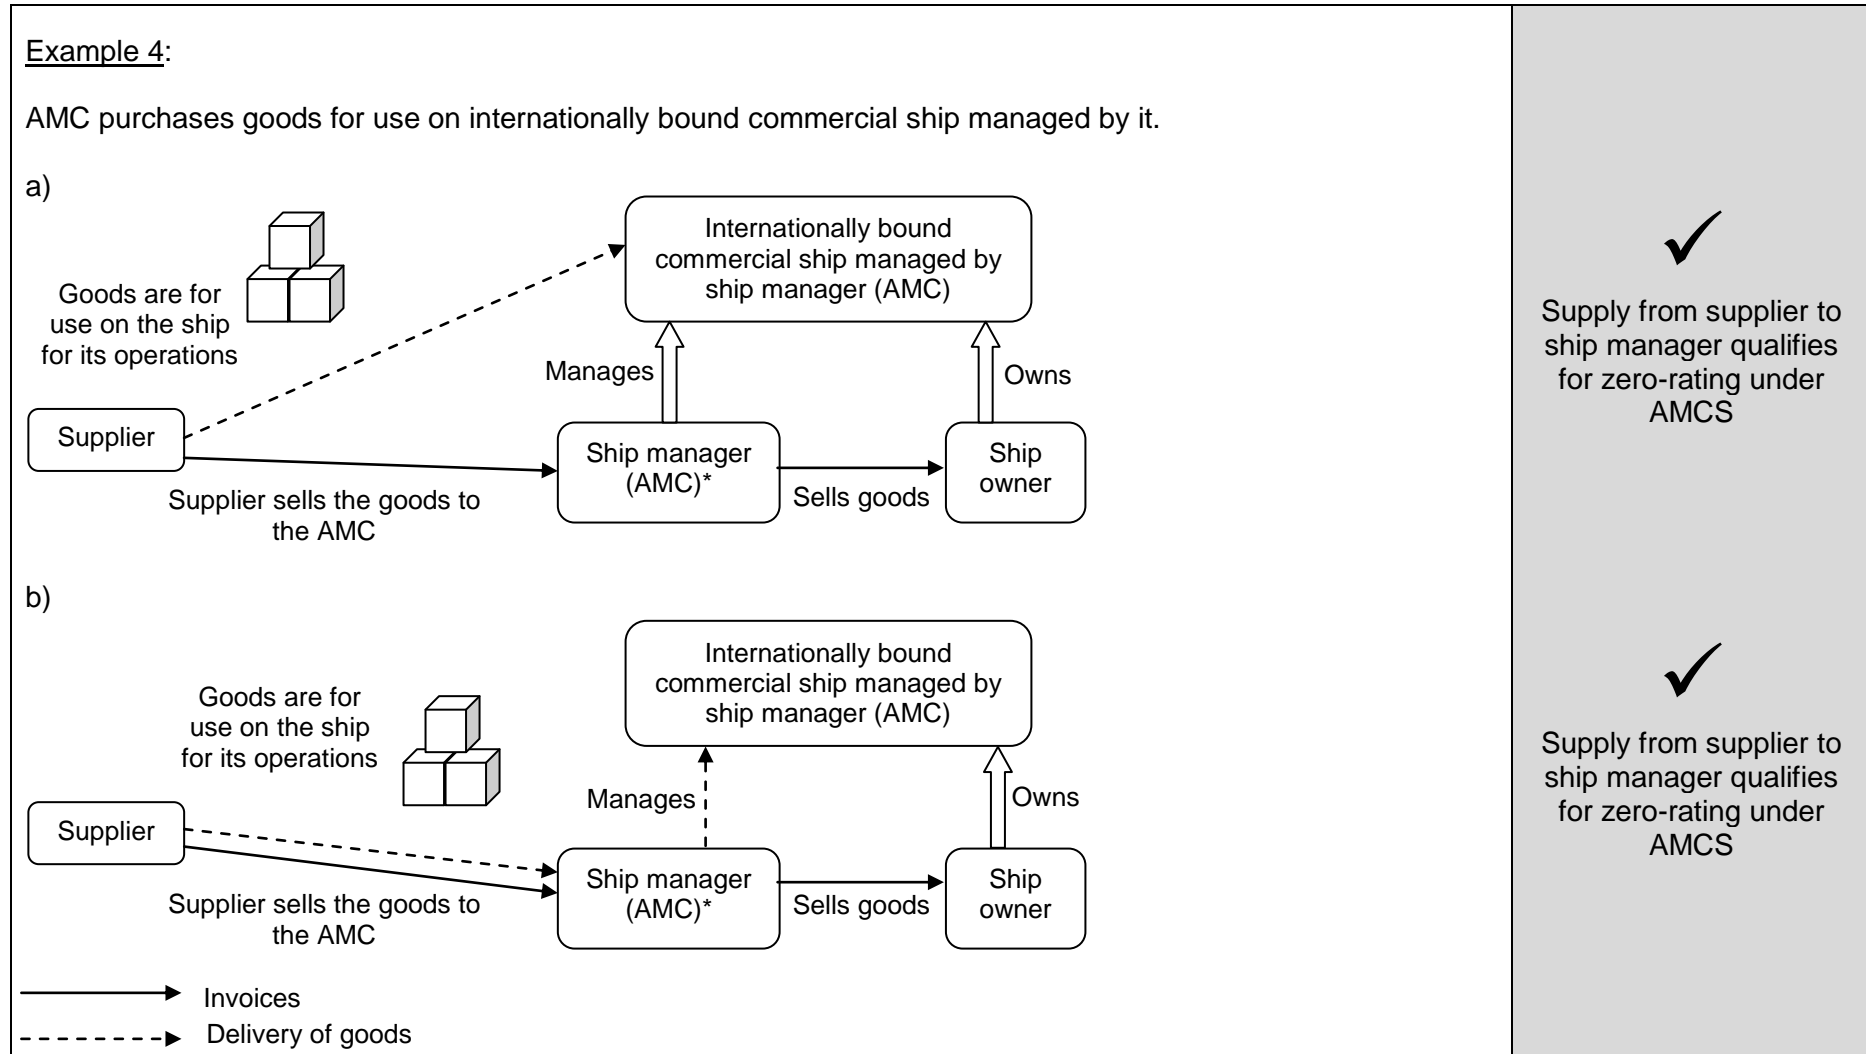 Example 4:
AMC purchases goods for use on internationally bound commercial ship managed by it.
a)
Goods are for
use on the ship
for its operations
Internationally bound
commercial ship managed by
ship manager (AMC)
Manages
Owns
Supplier
Ship manager
(AMC)*
Sells goods
Ship
owner
Supplier sells the goods to
the AMC
✓
Supply from supplier to
ship manager qualifies
for zero-rating under
AMCS
b)
Goods are for
use on the ship
for its operations
Internationally bound
commercial ship managed by
ship manager (AMC)
Manages
Owns
Supplier
Ship manager
(AMC)*
Sells goods
Ship
owner
Supplier sells the goods to
the AMC
✓
Supply from supplier to
ship manager qualifies
for zero-rating under
AMCS
Invoices
Delivery of goods